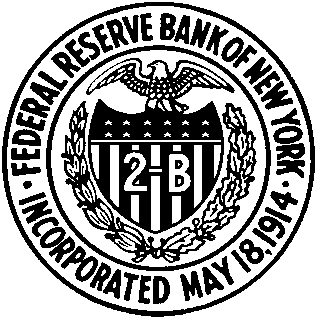 FEDERAL RESERVE BANK OF NEW YORK
2-B
· INCORPORATED MAY 18, 1914 ·